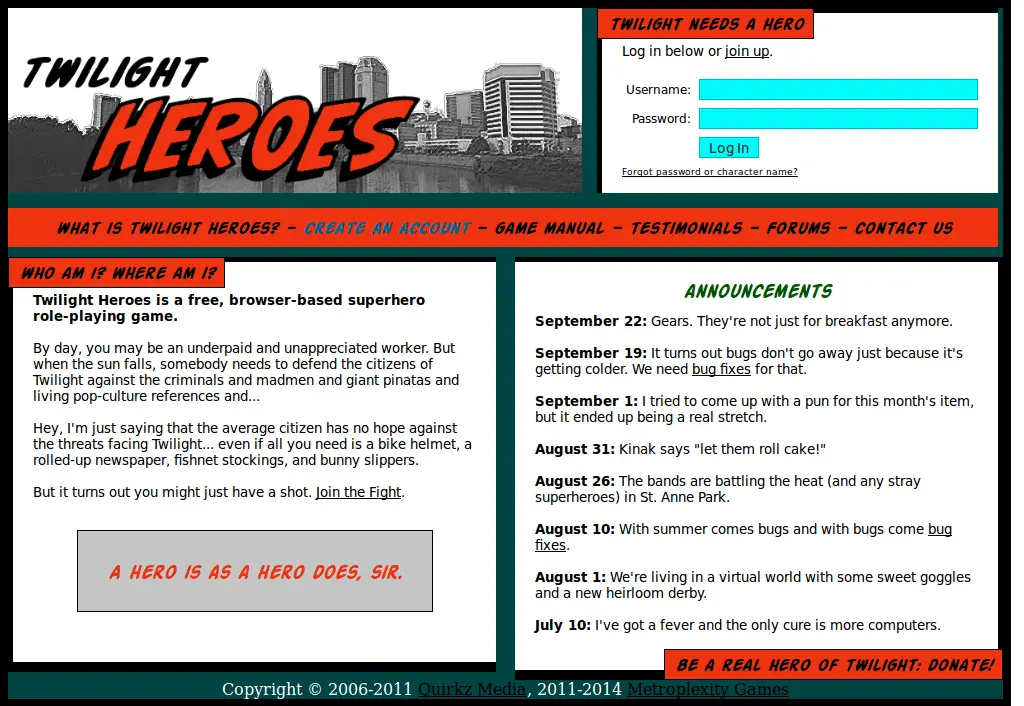 TWILIGHT
HEROES
TWILIGHT NEEDS A HERO
Log in below or join up.
Username:
Password:
Log In
Forgot password or character name?
WHAT IS TWILIGHT HEROES? – CREATE AN ACCOUNT – GAME MANUAL – TESTIMONIALS – FORUMS – CONTACT US
WHO AM I? WHERE AM I?
Twilight Heroes is a free, browser-based superhero
role-playing game.
By day, you may be an underpaid and unappreciated worker. But
when the sun falls, somebody needs to defend the citizens of
Twilight against the criminals and madmen and giant pinatas and
living pop-culture references and...
Hey, I'm just saying that the average citizen has no hope against
the threats facing Twilight... even if all you need is a bike helmet, a
rolled-up newspaper, fishnet stockings, and bunny slippers.
But it turns out you might just have a shot. Join the Fight.
A HERO IS AS A HERO DOES, SIR.
ANNOUNCEMENTS
September 22: Gears. They're not just for breakfast anymore.
September 19: It turns out bugs don't go away just because it's
getting colder. We need bug fixes for that.
September 1: I tried to come up with a pun for this month's item,
but it ended up being a real stretch.
August 31: Kinak says "let them roll cake!"
August 26: The bands are battling the heat (and any stray
superheroes) in St. Anne Park.
August 10: With summer comes bugs and with bugs come bug
fixes.
August 1: We're living in a virtual world with some sweet goggles
and a new heirloom derby.
July 10: I've got a fever and the only cure is more computers.
BE A REAL HERO OF TWILIGHT: DONATE!
Copyright © 2006-2011 Quirkz Media, 2011-2014 Metroplexity Games